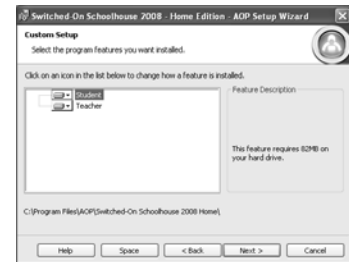 Switched-On Schoolhouse 2008 - Home Edition - AOP Setup Wizard
Custom Setup
Select the program features you want installed.
Click on an icon in the list below to change how a feature is installed.
Student
Teacher
Feature Description
This feature requires 82MB on
your hard drive.
C:\Program Files\AOP\Switched-On Schoolhouse 2008 Home\
Help
Space
< Back
Next >
Cancel